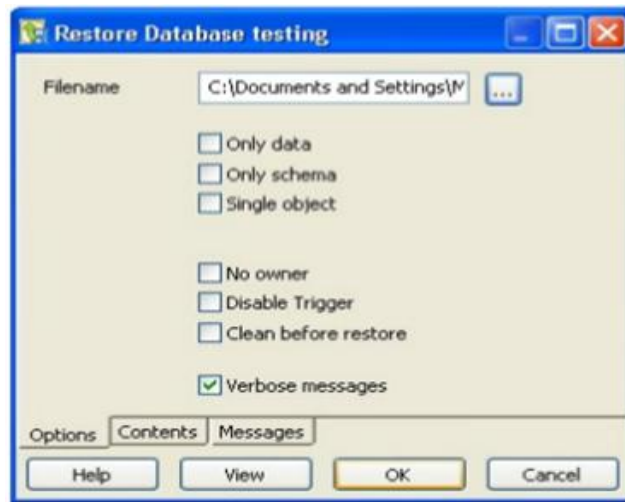 Restore Database testing
Filename C:\Documents and Settings\M ...
Only data
Only schema
Single object
No owner
Disable Trigger
Clean before restore
Verbose messages
Options Contents Messages
Help View OK Cancel